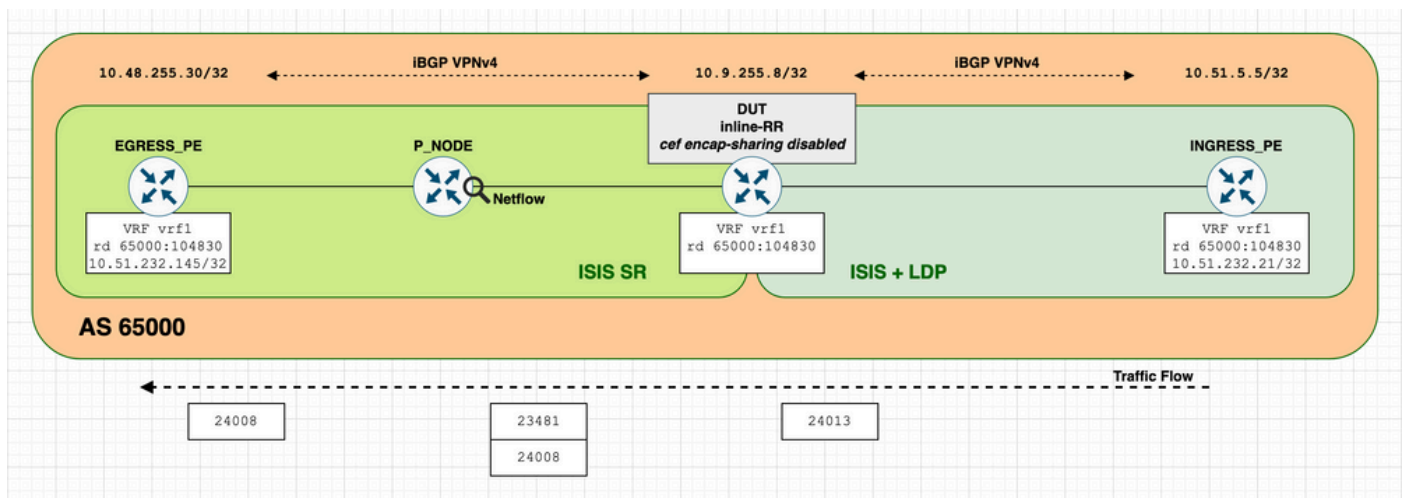 10.48.255.30/32
iBGP VPNv4
10.9.255.8/32
iBGP VPNv4
10.51.5.5/32
DUT
inline-RR
cef encap-sharing disabled
EGRESS_PE
P_NODE
INGRESS_PE
Netflow
VRF vrf1
rd 65000:104830
10.51.232.145/32
VRF vrf1
rd 65000:104830
VRF vrf1
rd 65000:104830
10.51.232.21/32
ISIS SR
ISIS + LDP
AS 65000
Traffic Flow
24008
23481
24008
24013